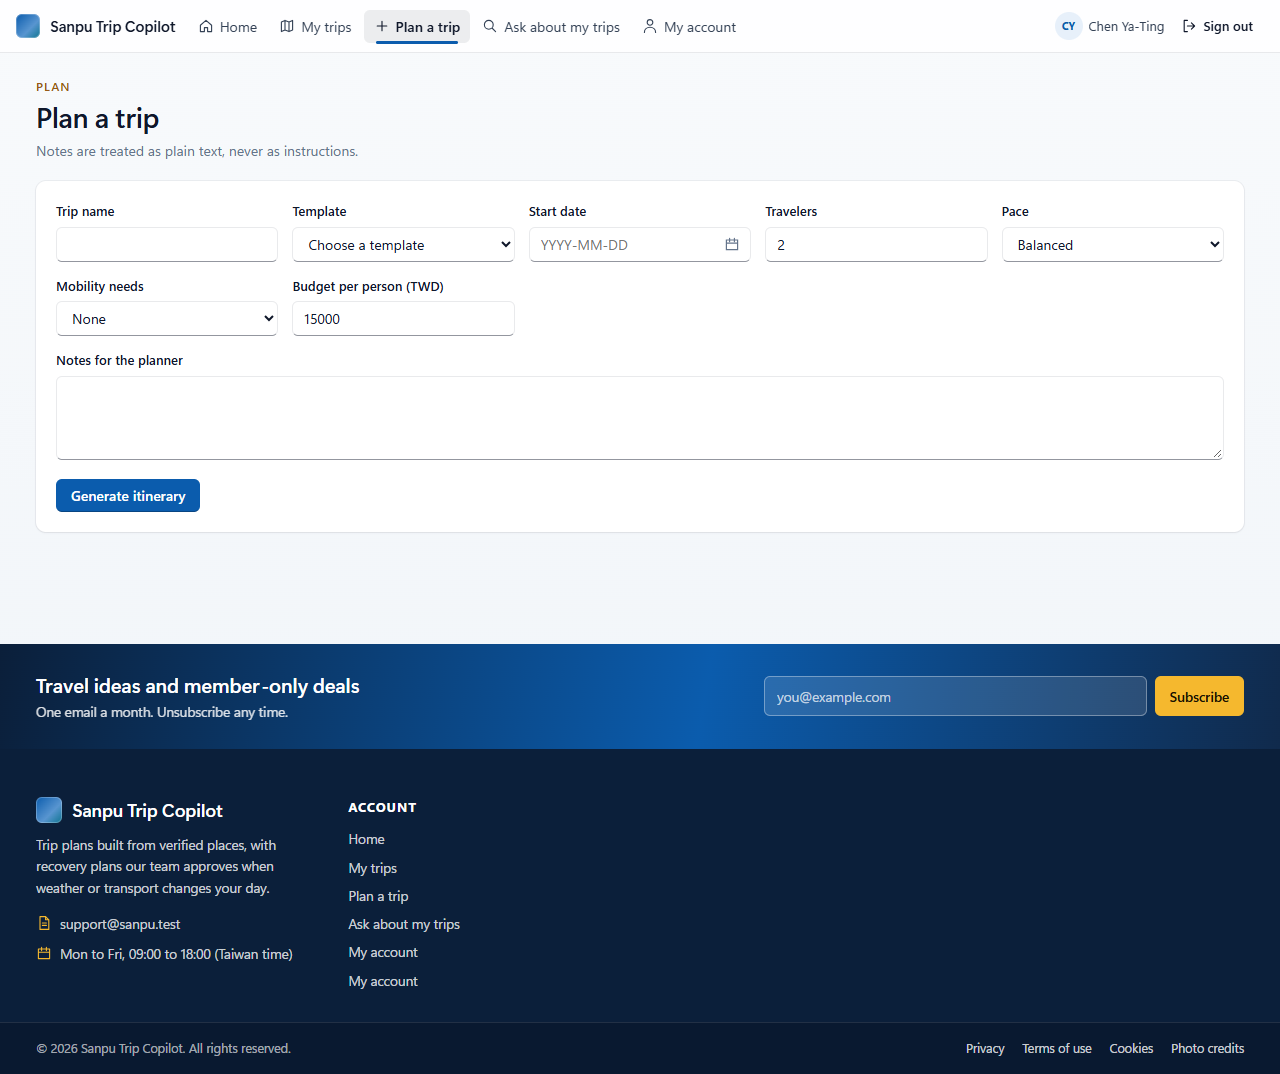 Sanpu Trip Copilot
Home
My trips
Plan a trip
Ask about my trips
My account
CY
Chen Ya-Ting
Sign out
PLAN
Plan a trip
Notes are treated as plain text, never as instructions.
Trip name
Template
Start date
Travelers
Pace
Choose a template
YYYY-MM-DD
2
Balanced
Mobility needs
Budget per person (TWD)
None
15000
Notes for the planner
Generate itinerary
Travel ideas and member-only deals
One email a month. Unsubscribe any time.
you@example.com
Subscribe
Sanpu Trip Copilot
Trip plans built from verified places, with
recovery plans our team approves when
weather or transport changes your day.
support@sanpu.test
Mon to Fri, 09:00 to 18:00 (Taiwan time)
ACCOUNT
Home
My trips
Plan a trip
Ask about my trips
My account
My account
© 2026 Sanpu Trip Copilot. All rights reserved.
Privacy
Terms of use
Cookies
Photo credits